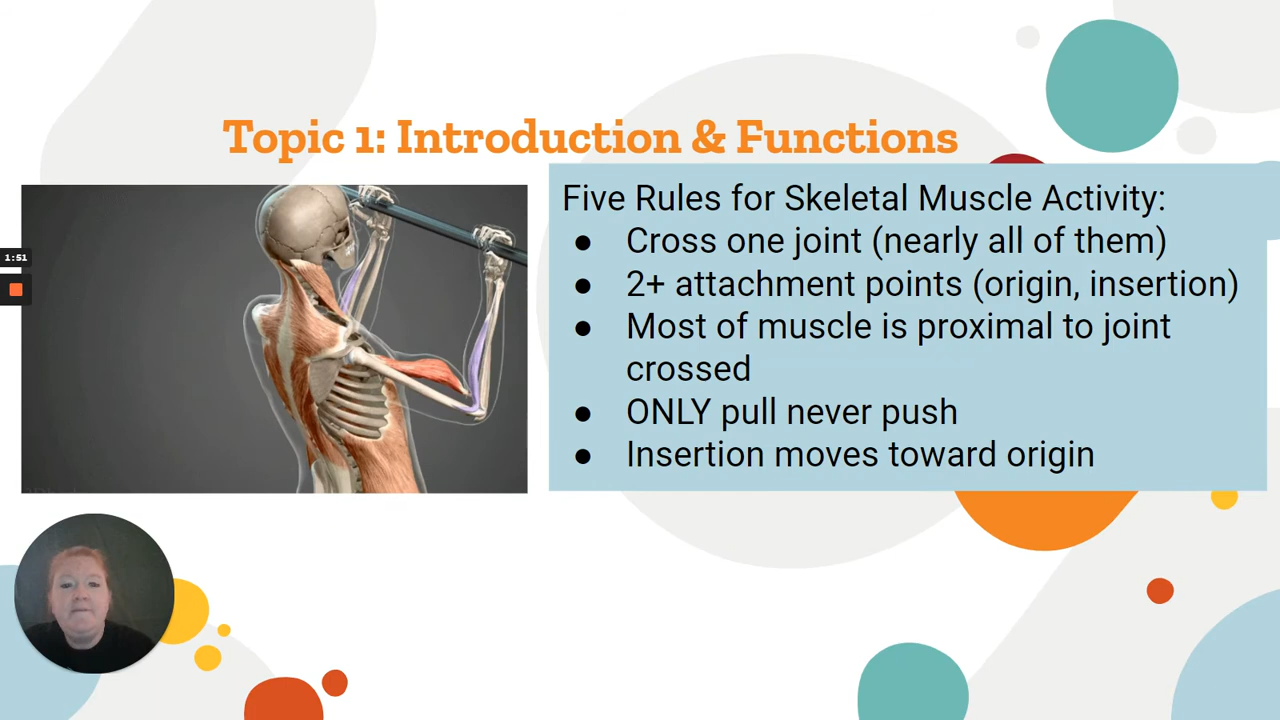 Topic 1: Introduction & Functions
Five Rules for Skeletal Muscle Activity:
● Cross one joint (nearly all of them)
● 2+ attachment points (origin, insertion)
● Most of muscle is proximal to joint
crossed
● ONLY pull never push
● Insertion moves toward origin
1:51